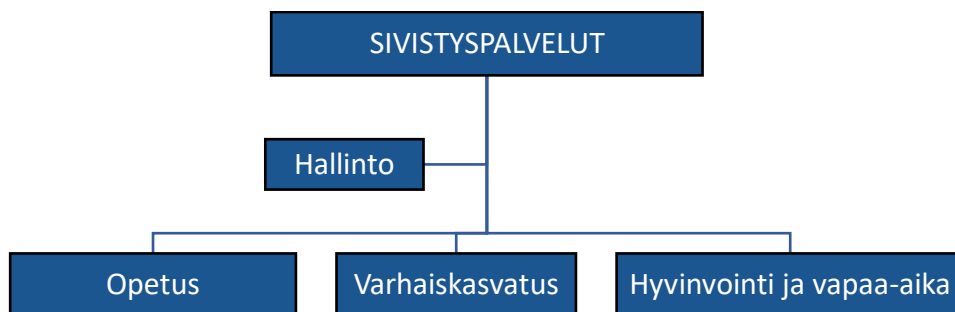 SIVISTYSPALVELUT
Hallinto
Opetus
Varhaiskasvatus
Hyvinvointi ja vapaa-aika